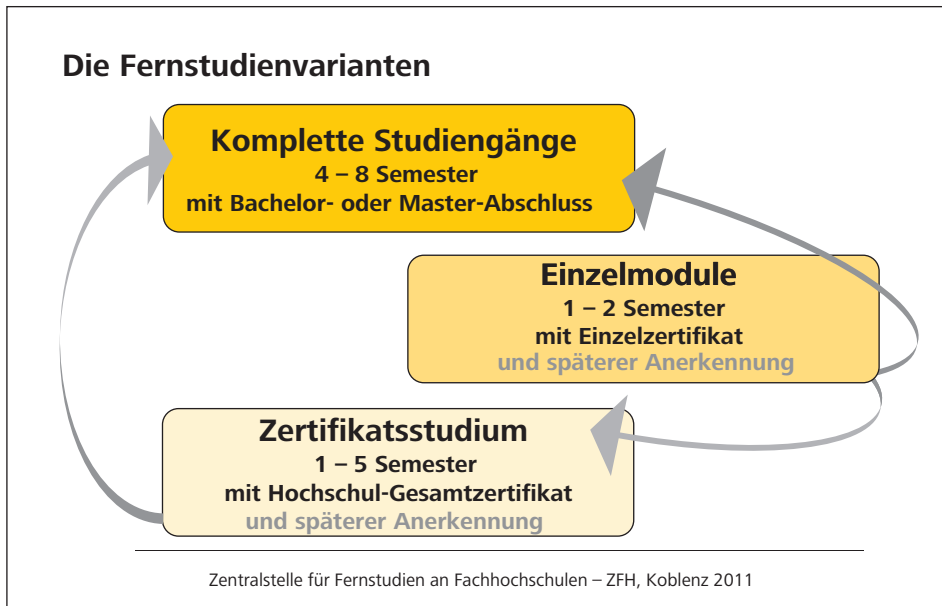 Die Fernstudienvarianten
Komplette Studiengänge
4 – 8 Semester
mit Bachelor- oder Master-Abschluss
Einzelmodule
1 – 2 Semester
mit Einzelzertifikat
und späterer Anerkennung
Zertifikatsstudium
1 – 5 Semester
mit Hochschul-Gesamtzertifikat
und späterer Anerkennung
Zentralstelle für Fernstudien an Fachhochschulen – ZFH, Koblenz 2011